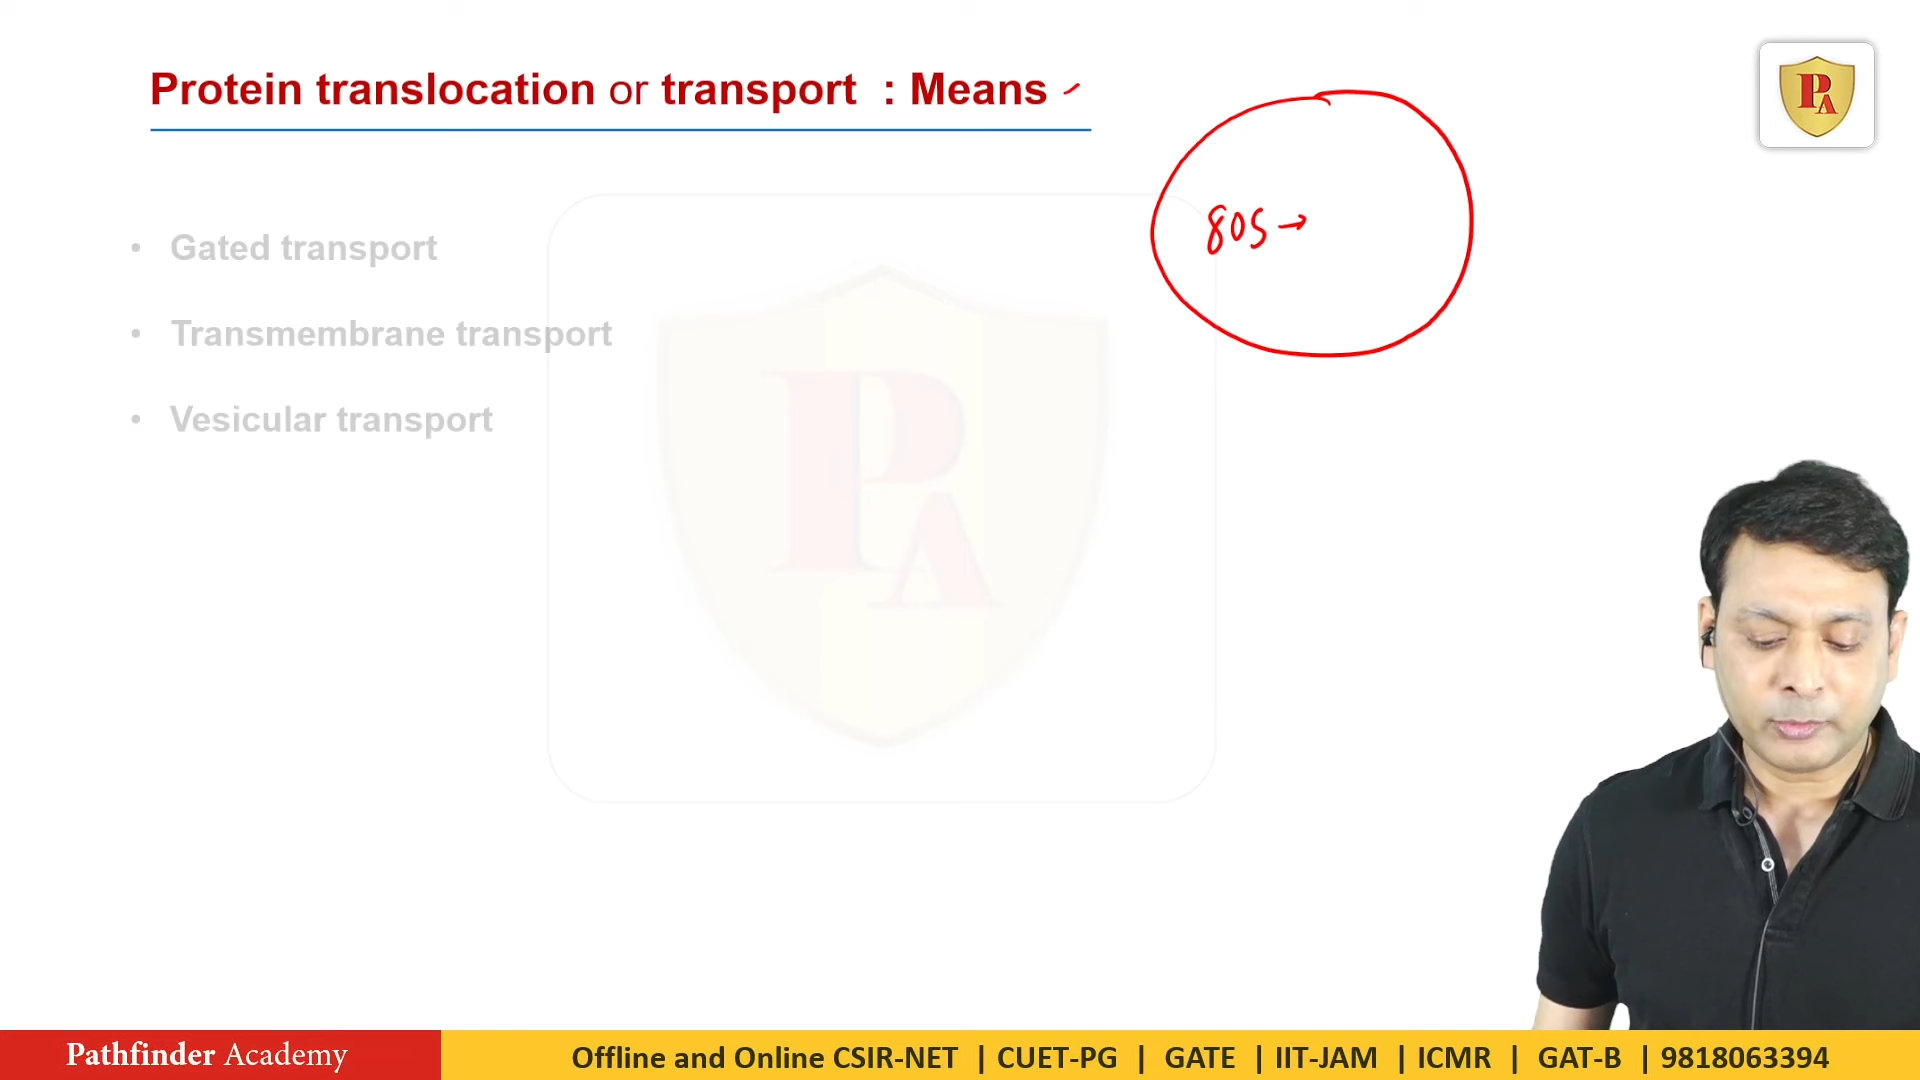 Protein translocation or transport : Means
80S →
• Gated transport
• Transmembrane transport
• Vesicular transport
PA
PA
Pathfinder Academy
Offline and Online CSIR-NET | CUET-PG | GATE | IIT-JAM | ICMR | GAT-B | 9818063394